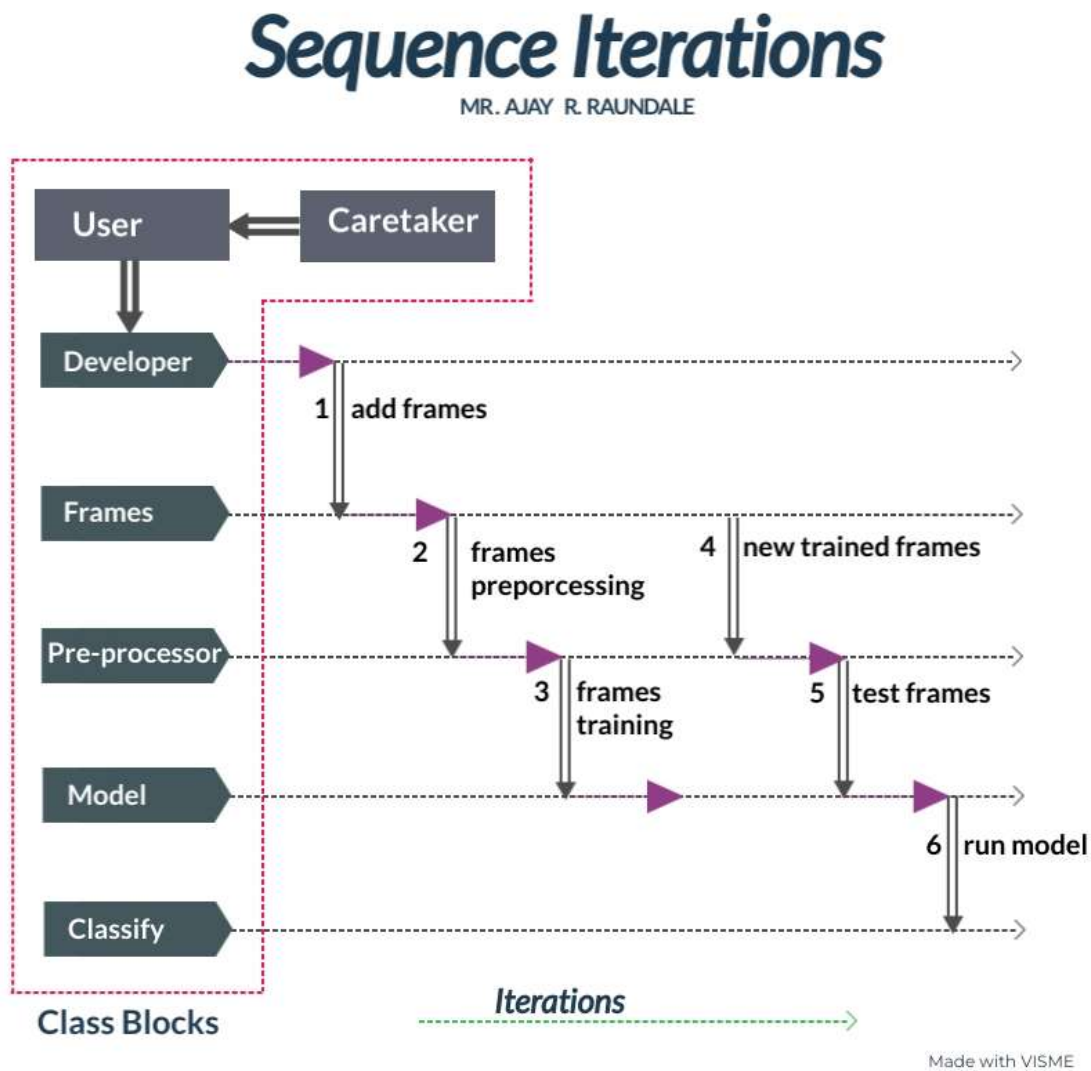 Sequence Iterations
MR. AJAY R. RAUNDALE
User
Caretaker
Developer
1 add frames
Frames
2 frames
preporcessing
4 new trained frames
Pre-processor
3 frames
training
5 test frames
Model
6 run model
Classify
Iterations
Class Blocks
Made with VISME